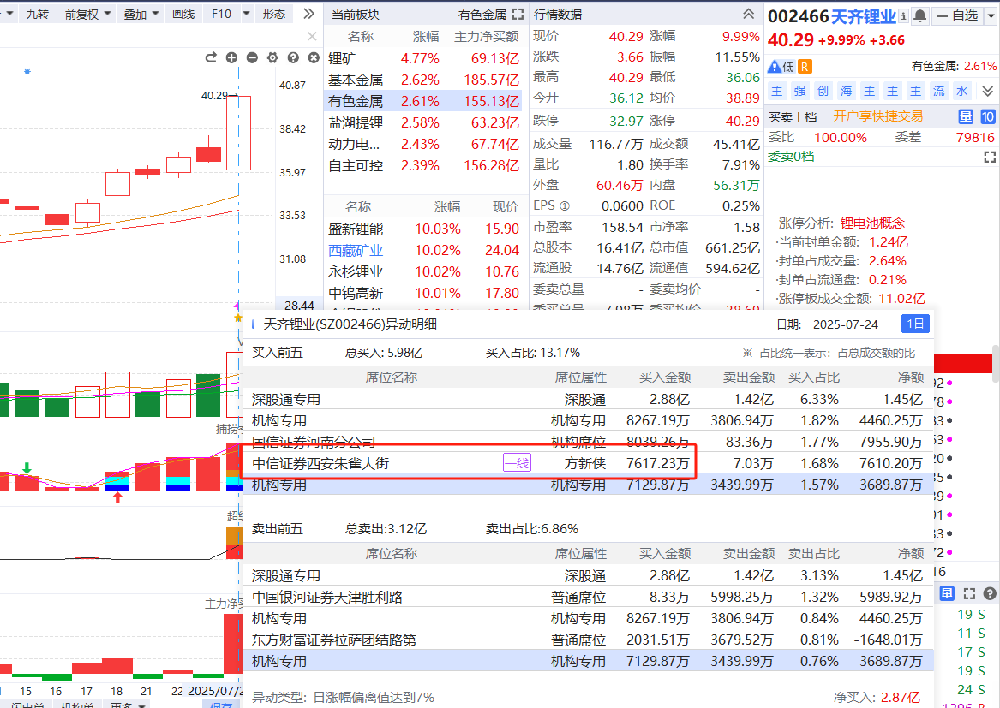 九转 前复权 叠加 画线 F10 形态
40.29
40.87
38.42
35.97
33.53
31.08
28.44
捕捞季
主力净买
15 16 17 18 21 22 2025/07/2
闪电单 机构单 更多 保存
当前板块 有色金属
名称 涨幅 主力净买额
锂矿 4.77% 69.13亿
基本金属 2.62% 185.57亿
有色金属 2.61% 155.13亿
盐湖提锂 2.58% 63.23亿
动力电... 2.43% 67.74亿
自主可控 2.39% 156.28亿
名称 涨幅 现价
盛新锂能 10.03% 15.90
西藏矿业 10.02% 24.04
永杉锂业 10.02% 10.76
中钨高新 10.01% 17.80
行情数据
现价 40.29 涨幅 9.99%
涨跌 3.66 振幅 11.55%
最高 40.29 最低 36.06
今开 36.12 均价 38.89
跌停 32.97 涨停 40.29
成交量 116.77万 成交额 45.41亿
量比 1.80 换手率 7.91%
外盘 60.46万 内盘 56.31万
EPS ① 0.0600 ROE 0.25%
市盈率 158.54 市净率 1.58
总股本 16.41亿 总市值 661.25亿
流通股 14.76亿 流通值 594.62亿
委卖总量 - 委卖均价 -
委买总量 7.98万 委买均价 38.69
002466 天齐锂业 自选
40.29 +9.99% +3.66
低 R 有色金属: 2.61%
主 强 创 海 主 主 主 流 水
买卖十档 开户享快捷交易 量 10
委比 100.00% 委差 79816
委卖0档 - -
涨停分析: 锂电池概念
·当前封单金额: 1.24亿
·封单占成交量: 2.64%
·封单占流通盘: 0.21%
·涨停板成交金额: 11.02亿
天齐锂业(SZ002466)异动明细 日期: 2025-07-24 1日
买入前五 总买入: 5.98亿 买入占比: 13.17% ※ 占比统一表示：占总成交额的比
席位名称 席位属性 买入金额 卖出金额 买入占比 净额
深股通专用 深股通 2.88亿 1.42亿 6.33% 1.45亿
机构专用 机构专用 8267.19万 3806.94万 1.82% 4460.25万
国信证券河南分公司 机构席位 8039.26万 83.36万 1.77% 7955.90万
中信证券西安朱雀大街 一线 方新侠 7617.23万 7.03万 1.68% 7610.20万
机构专用 机构专用 7129.87万 3439.99万 1.57% 3689.87万
卖出前五 总卖出:3.12亿 卖出占比:6.86%
席位名称 席位属性 买入金额 卖出金额 卖出占比 净额
深股通专用 深股通 2.88亿 1.42亿 3.13% 1.45亿
中国银河证券天津胜利路 普通席位 8.33万 5998.25万 1.32% -5989.92万
机构专用 机构专用 8267.19万 3806.94万 0.84% 4460.25万
东方财富证券拉萨团结路第一 普通席位 2031.51万 3679.52万 0.81% -1648.01万
机构专用 机构专用 7129.87万 3439.99万 0.76% 3689.87万
异动类型: 日涨幅偏离值达到7% 净买入: 2.87亿
量
19 S
11 S
17 S
19 S
24 S